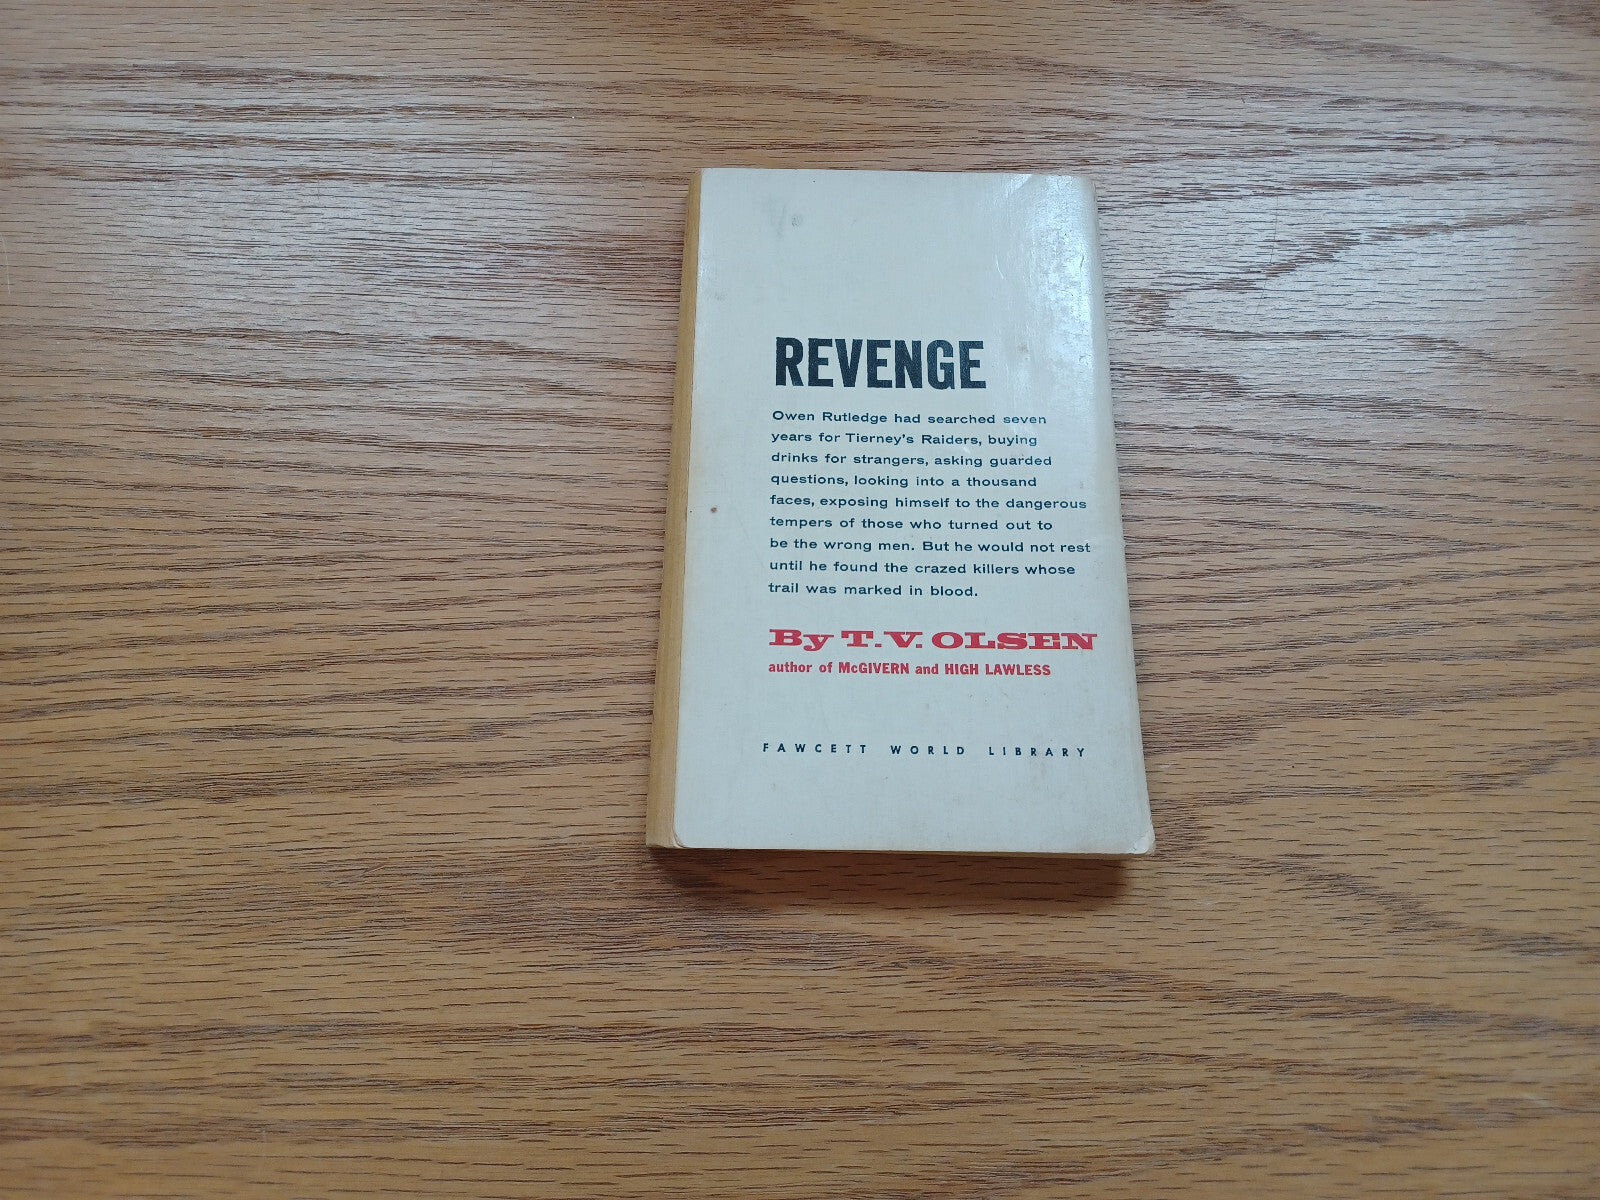 REVENGE
Owen Rutledge had searched seven
years for Tierney's Raiders, buying
drinks for strangers, asking guarded
questions, looking into a thousand
faces, exposing himself to the dangerous
tempers of those who turned out to
be the wrong men. But he would not rest
until he found the crazed killers whose
trail was marked in blood.
By T.V. OLSEN
author of McGIVERN and HIGH LAWLESS
FAWCETT WORLD LIBRARY